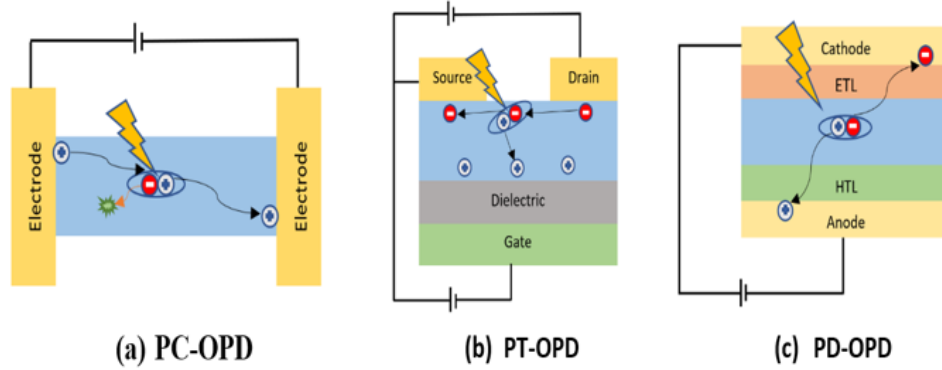 Electrode
Electrode
(a) PC-OPD
Source
Drain
Dielectric
Gate
(b) PT-OPD
Cathode
ETL
HTL
Anode
(c) PD-OPD